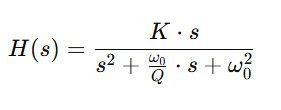 H(s) = \frac{K \cdot s}{s^2 + \frac{\omega_0}{Q} \cdot s + \omega_0^2}